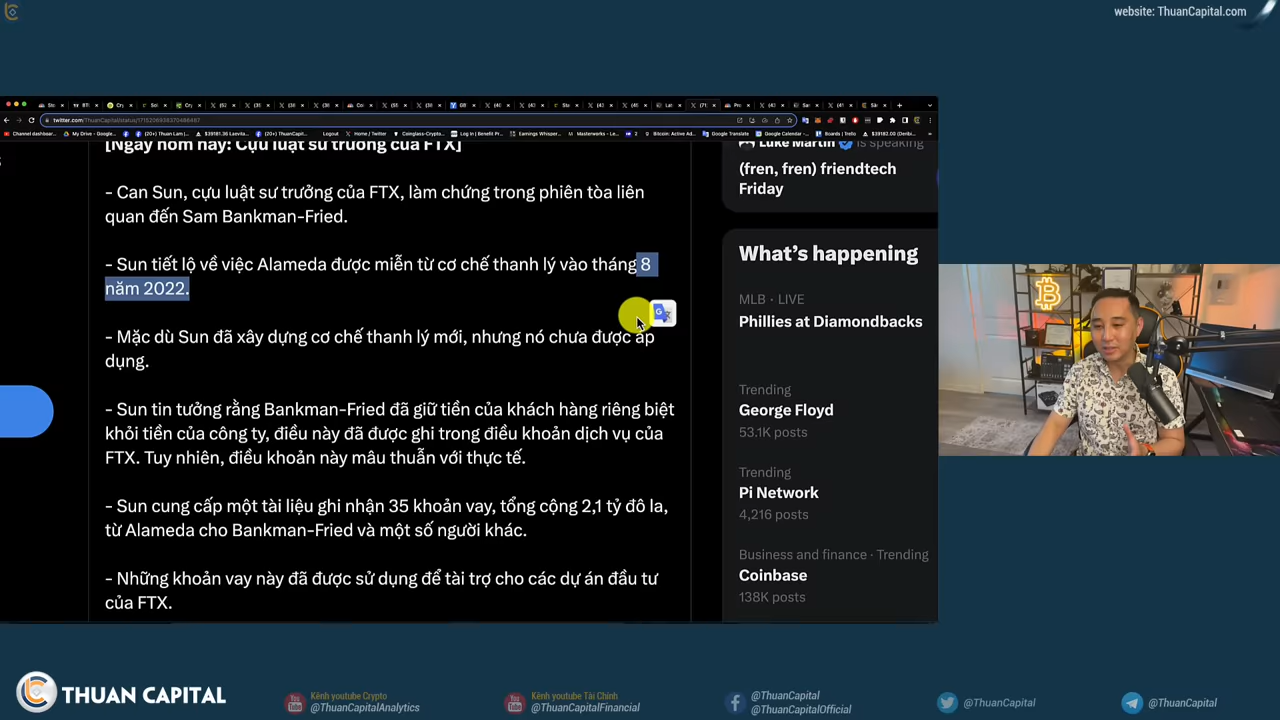 website: ThuanCapital.com
twitter.com/ThuanCapital/status/
[Ngày hôm nay: Cựu luật sư trưởng của FTX]
- Can Sun, cựu luật sư trưởng của FTX, làm chứng trong phiên tòa liên
quan đến Sam Bankman-Fried.
- Sun tiết lộ về việc Alameda được miễn từ cơ chế thanh lý vào tháng 8
năm 2022.
- Mặc dù Sun đã xây dựng cơ chế thanh lý mới, nhưng nó chưa được áp
dụng.
- Sun tin tưởng rằng Bankman-Fried đã giữ tiền của khách hàng riêng biệt
khỏi tiền của công ty, điều này đã được ghi trong điều khoản dịch vụ của
FTX. Tuy nhiên, điều khoản này mâu thuẫn với thực tế.
- Sun cung cấp một tài liệu ghi nhận 35 khoản vay, tổng cộng 2,1 tỷ đô la,
từ Alameda cho Bankman-Fried và một số người khác.
- Những khoản vay này đã được sử dụng để tài trợ cho các dự án đầu tư
của FTX.
Luke Martin is speaking
(fren, fren) friendtech
Friday
What's happening
MLB · LIVE
Phillies at Diamondbacks
Trending
George Floyd
53.1K posts
Trending
Pi Network
4,216 posts
Business and finance · Trending
Coinbase
138K posts
THUAN CAPITAL
Kênh youtube Crypto
@ThuanCapitalAnalytics
Kênh youtube Tài Chính
@ThuanCapitalFinancial
@ThuanCapital
@ThuanCapitalOfficial
@ThuanCapital
@ThuanCapital